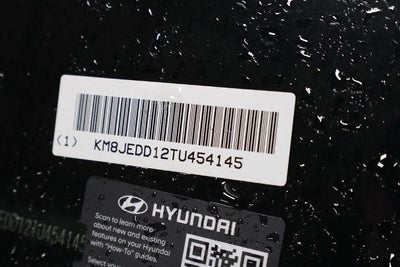 (1) KM8JEDD12TU454145
HYUNDAI
Scan to learn more
about new and existing
features on your Hyundai
with "How-To" guides.
JEDD12TU454145